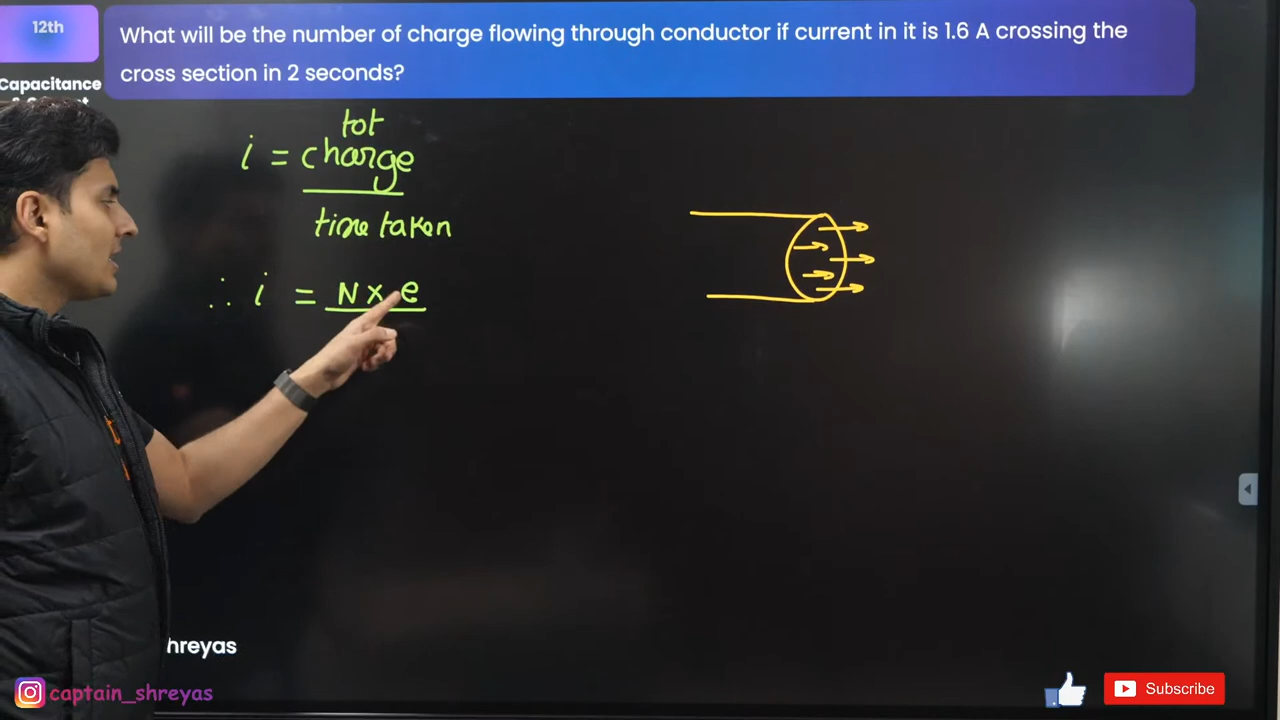 12th
What will be the number of charge flowing through conductor if current in it is 1.6 A crossing the
cross section in 2 seconds?
Capacitance
tot
i = charge
time taken
∴ i = N x e
hreyas
captain_shreyas
Subscribe